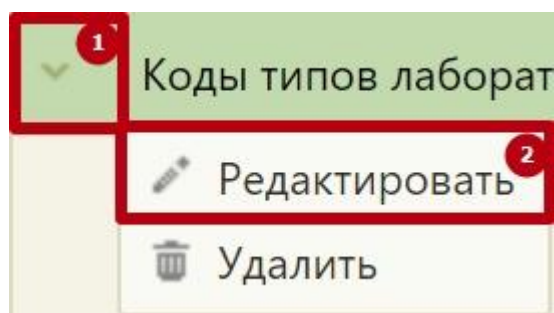 1
Коды типов лаборат
2
Редактировать
Удалить